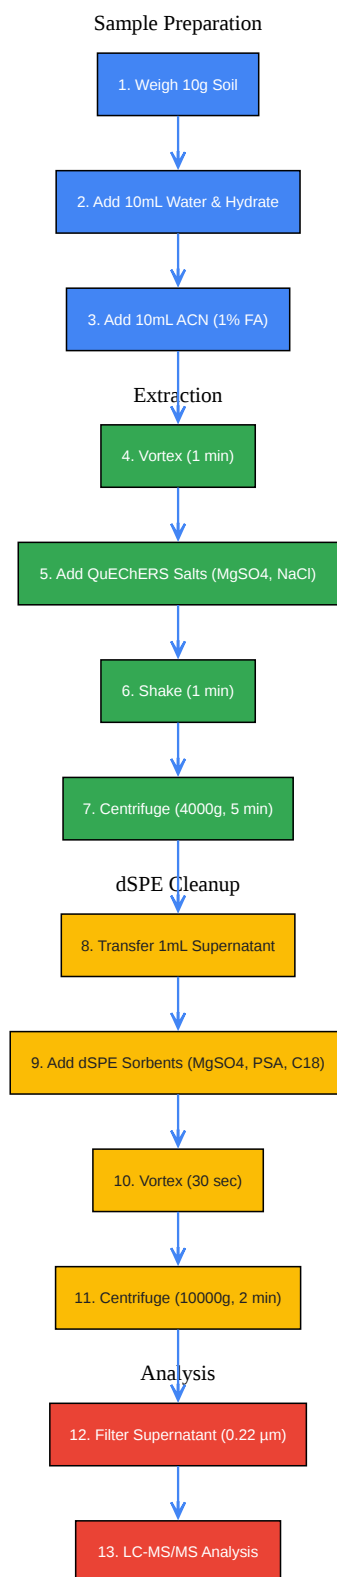 Sample Preparation
1. Weigh 10g Soil
2. Add 10mL Water & Hydrate
3. Add 10mL ACN (1% FA)
Extraction
4. Vortex (1 min)
5. Add QuEChERS Salts (MgSO4, NaCl)
6. Shake (1 min)
7. Centrifuge (4000g, 5 min)
dSPE Cleanup
8. Transfer 1mL Supernatant
9. Add dSPE Sorbents (MgSO4, PSA, C18)
10. Vortex (30 sec)
11. Centrifuge (10000g, 2 min)
Analysis
12. Filter Supernatant (0.22 µm)
13. LC-MS/MS Analysis